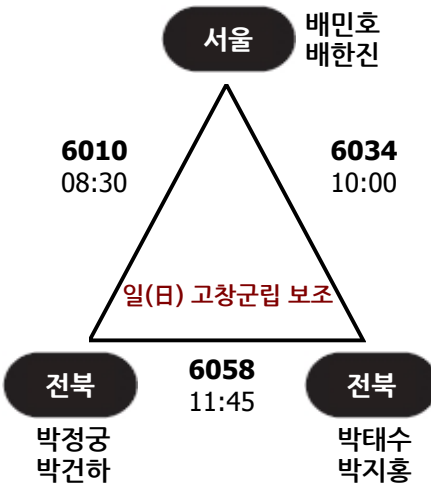 서울
배민호
배한진
6010
08:30
6034
10:00
일(日) 고창군립 보조
전북
6058
11:45
전북
박정궁
박건하
박태수
박지홍